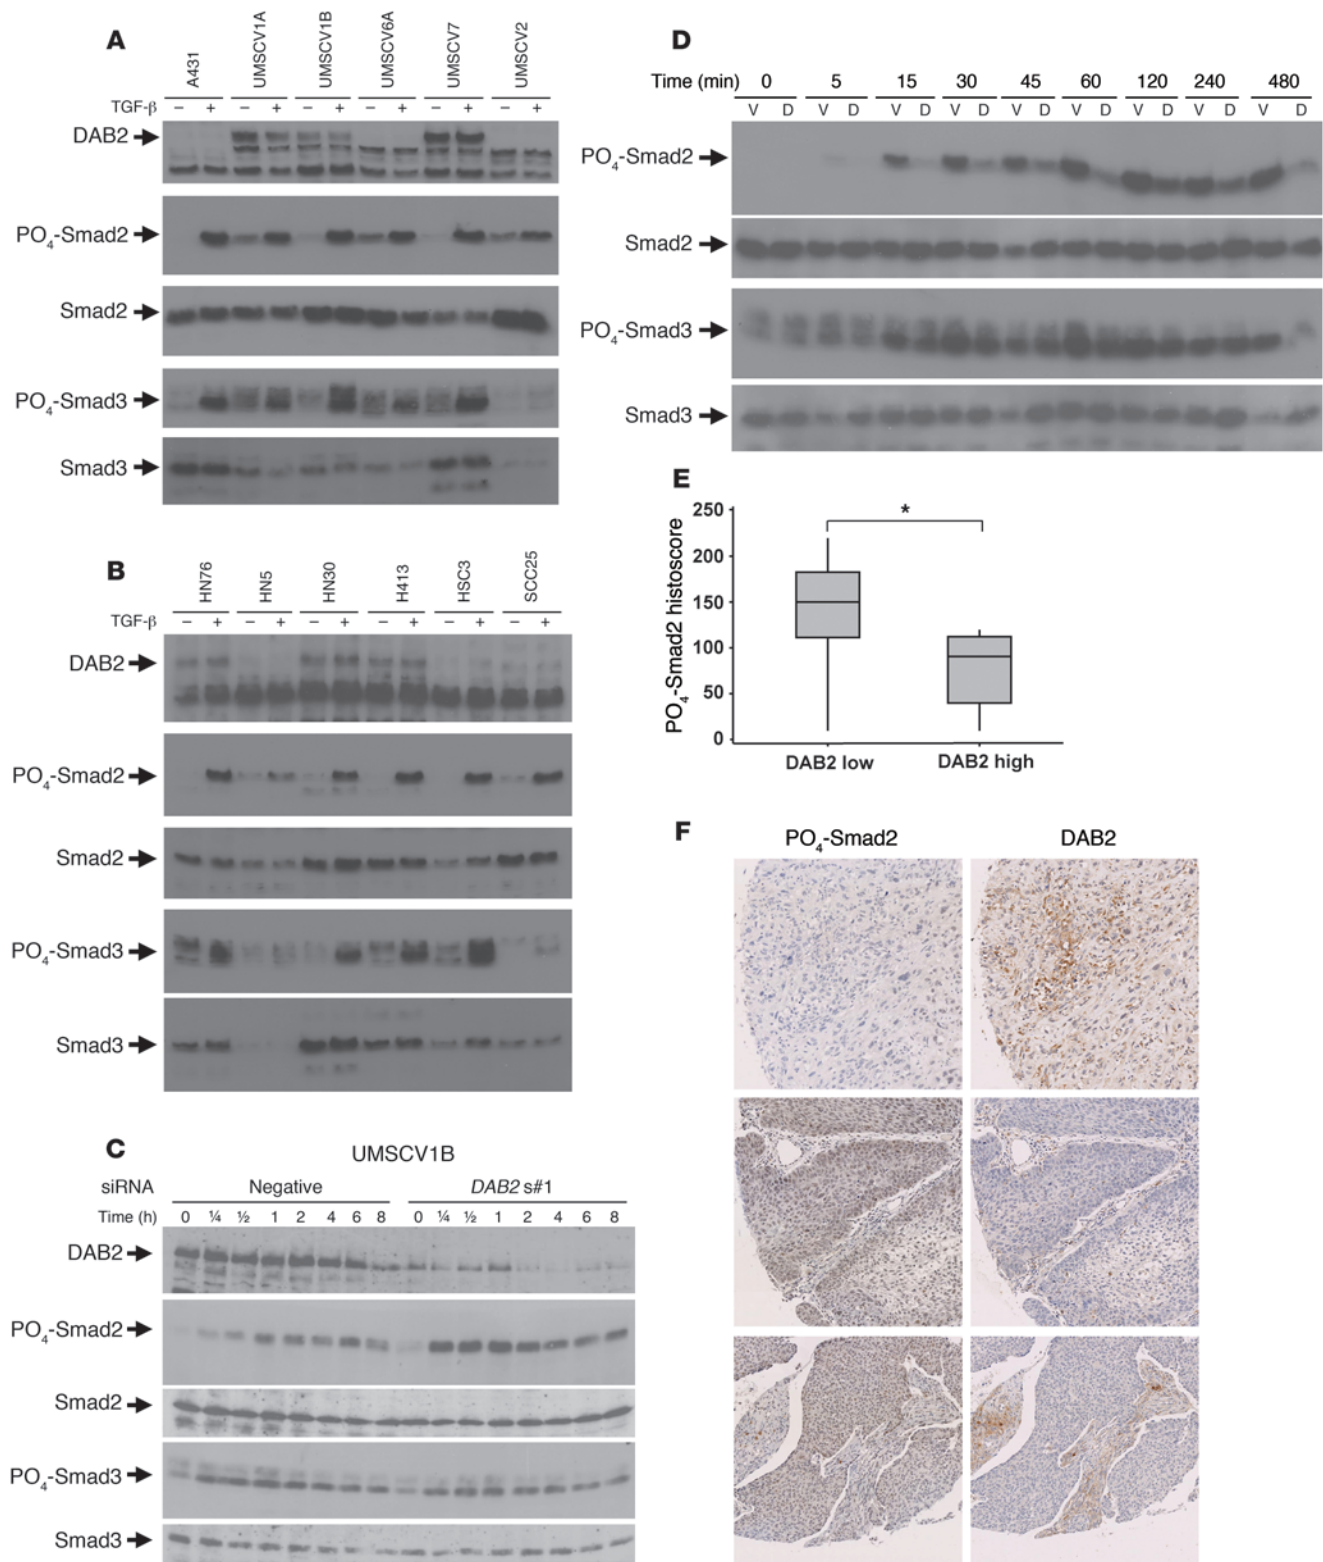 A
A431
UMSCV1A
UMSCV1B
UMSCV6A
UMSCV7
UMSCV2
TGF-β – + – + – + – + – + – +
DAB2
PO4-Smad2
Smad2
PO4-Smad3
Smad3
B
HN76
HN5
HN30
H413
HSC3
SCC25
TGF-β – + – + – + – + – + – +
DAB2
PO4-Smad2
Smad2
PO4-Smad3
Smad3
C
UMSCV1B
siRNA Negative DAB2 s#1
Time (h) 0 ¼ ½ 1 2 4 6 8 0 ¼ ½ 1 2 4 6 8
DAB2
PO4-Smad2
Smad2
PO4-Smad3
Smad3
D
Time (min) 0 5 15 30 45 60 120 240 480
V D V D V D V D V D V D V D V D V D
PO4-Smad2
Smad2
PO4-Smad3
Smad3
E
PO4-Smad2 histoscore
250
200
150
100
50
0
*
DAB2 low DAB2 high
F
PO4-Smad2 DAB2